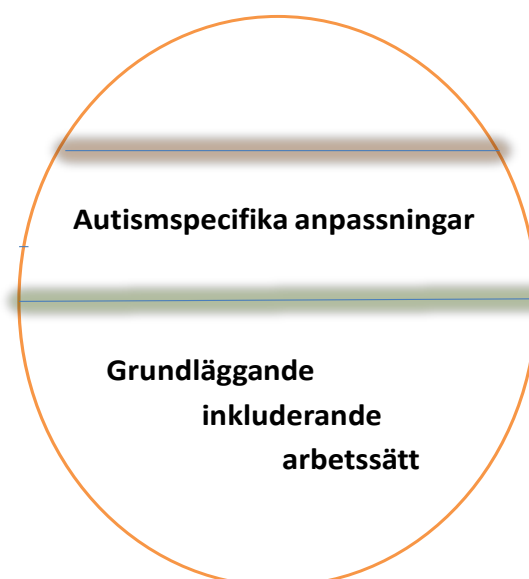 Autismspecifika anpassningar
Grundläggande
inkluderande
arbetssätt